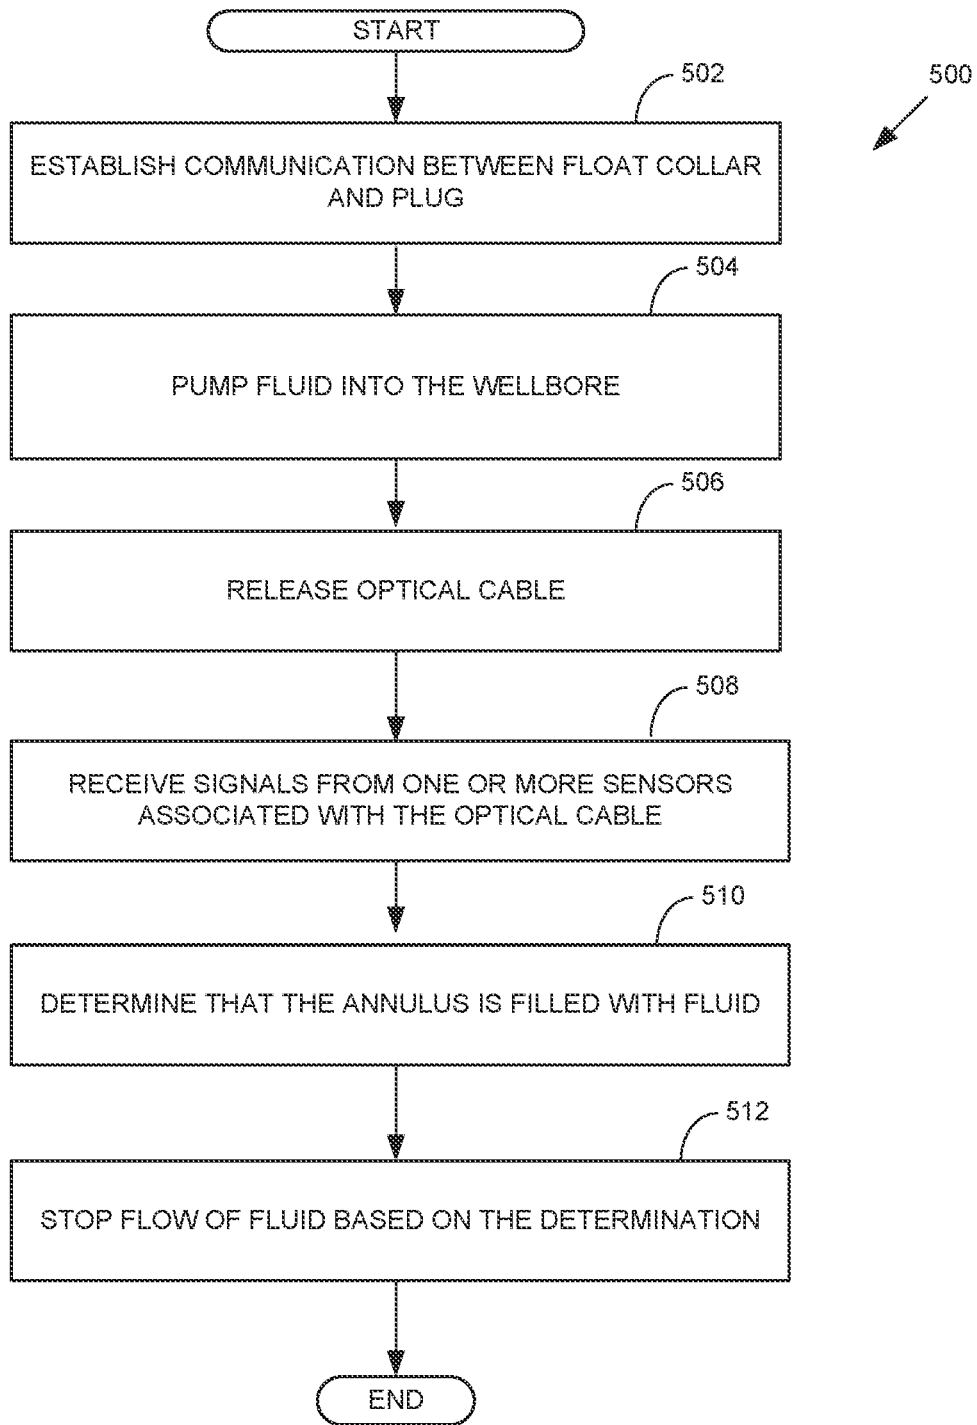 START
502
500
ESTABLISH COMMUNICATION BETWEEN FLOAT COLLAR
AND PLUG
504
PUMP FLUID INTO THE WELLBORE
506
RELEASE OPTICAL CABLE
508
RECEIVE SIGNALS FROM ONE OR MORE SENSORS
ASSOCIATED WITH THE OPTICAL CABLE
510
DETERMINE THAT THE ANNULUS IS FILLED WITH FLUID
512
STOP FLOW OF FLUID BASED ON THE DETERMINATION
END